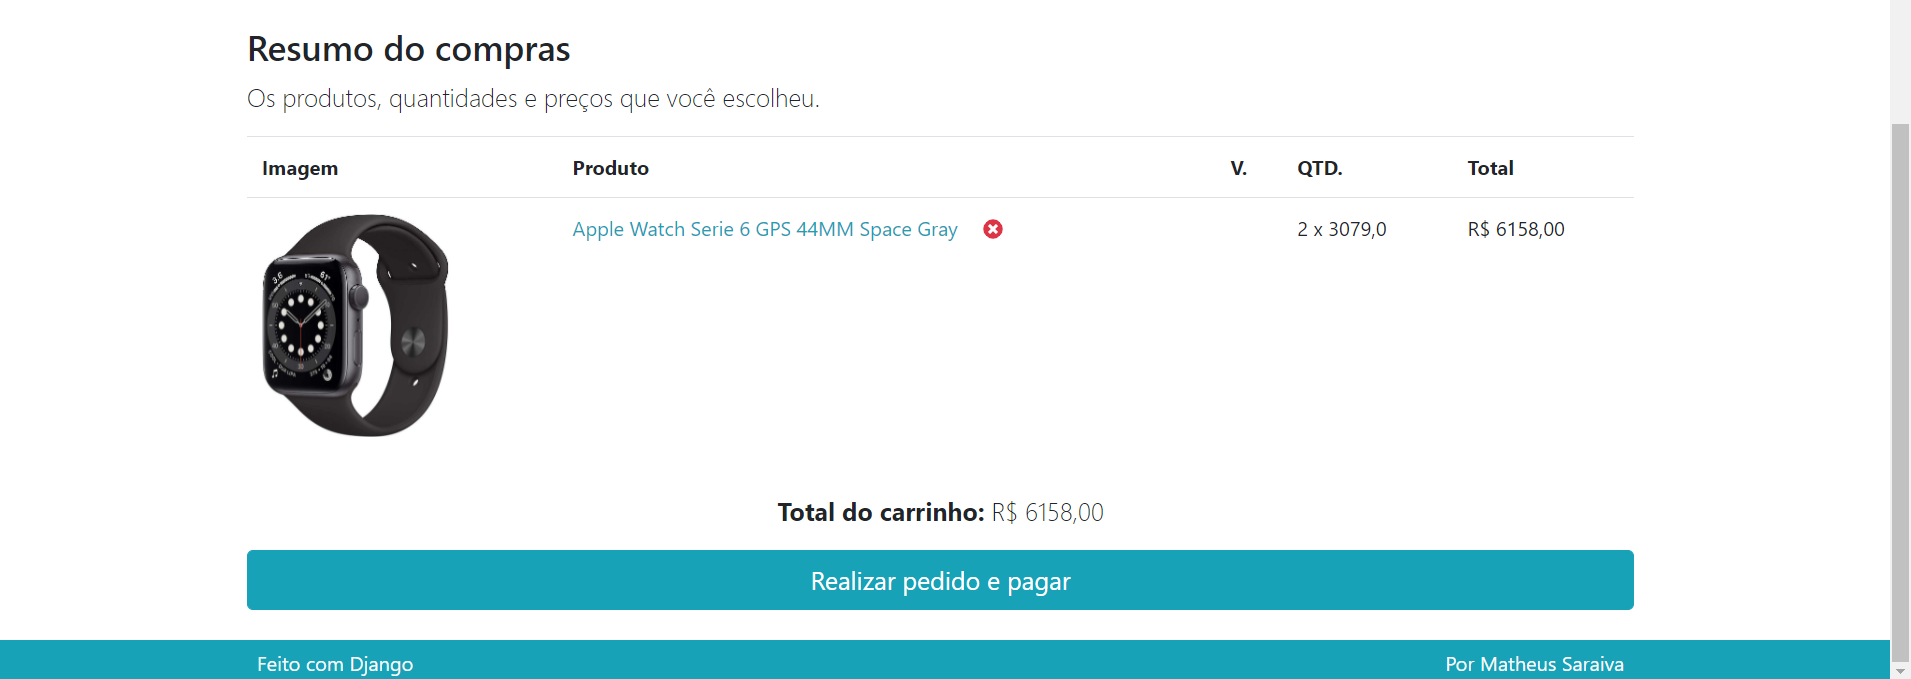 Resumo do compras
Os produtos, quantidades e preços que você escolheu.
Imagem Produto V. QTD. Total
Apple Watch Serie 6 GPS 44MM Space Gray 2 x 3079,0 R$ 6158,00
Total do carrinho: R$ 6158,00
Realizar pedido e pagar
Feito com Django Por Matheus Saraiva